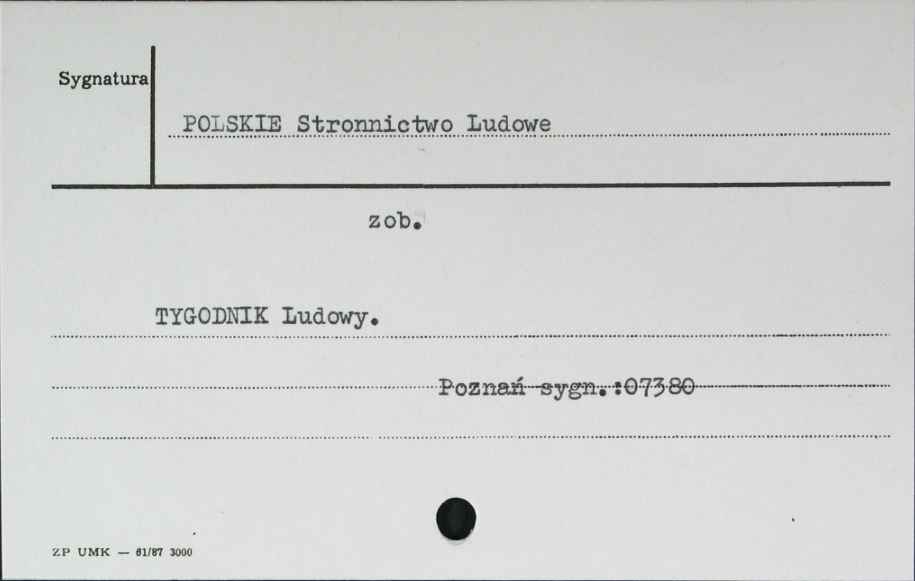 Sygnatura
POLSKIE Stronnictwo Ludowe
zob.
TYGODNIK Ludowy.
Poznań sygn.:07380
ZP UMK — 61/87 3000